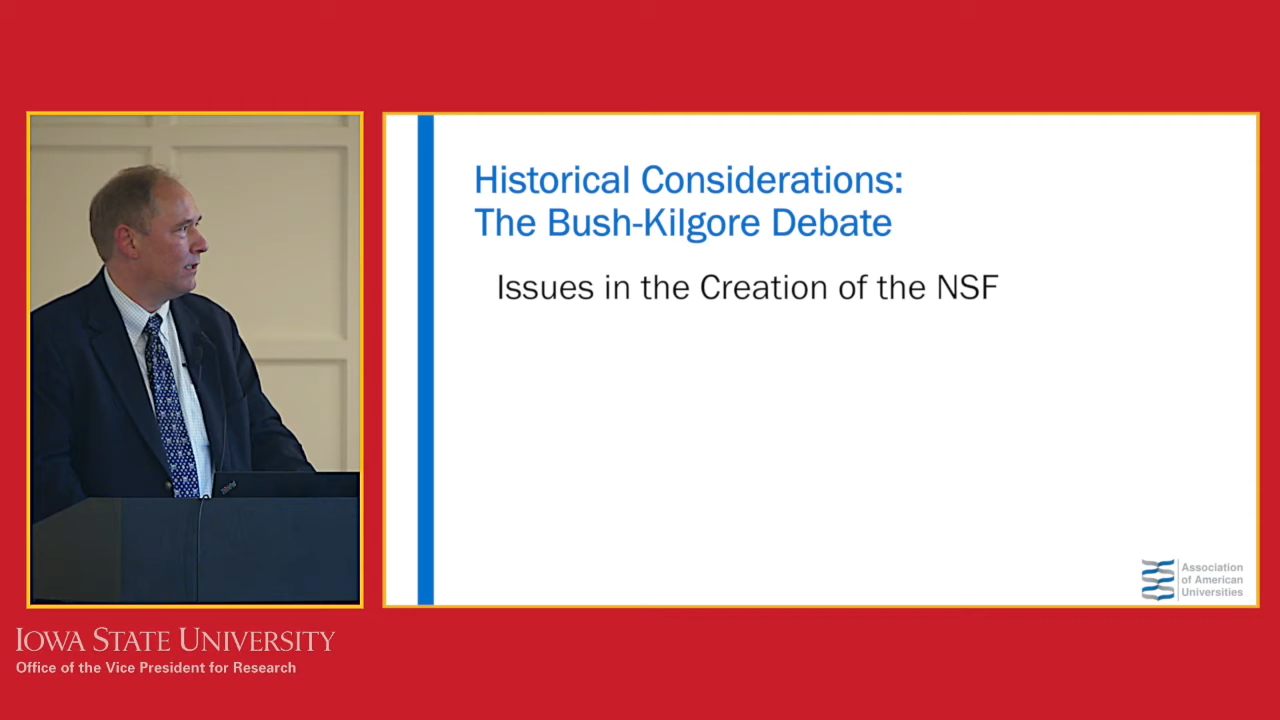 Historical Considerations:
The Bush-Kilgore Debate
Issues in the Creation of the NSF
Association
of American
Universities
IOWA STATE UNIVERSITY
Office of the Vice President for Research